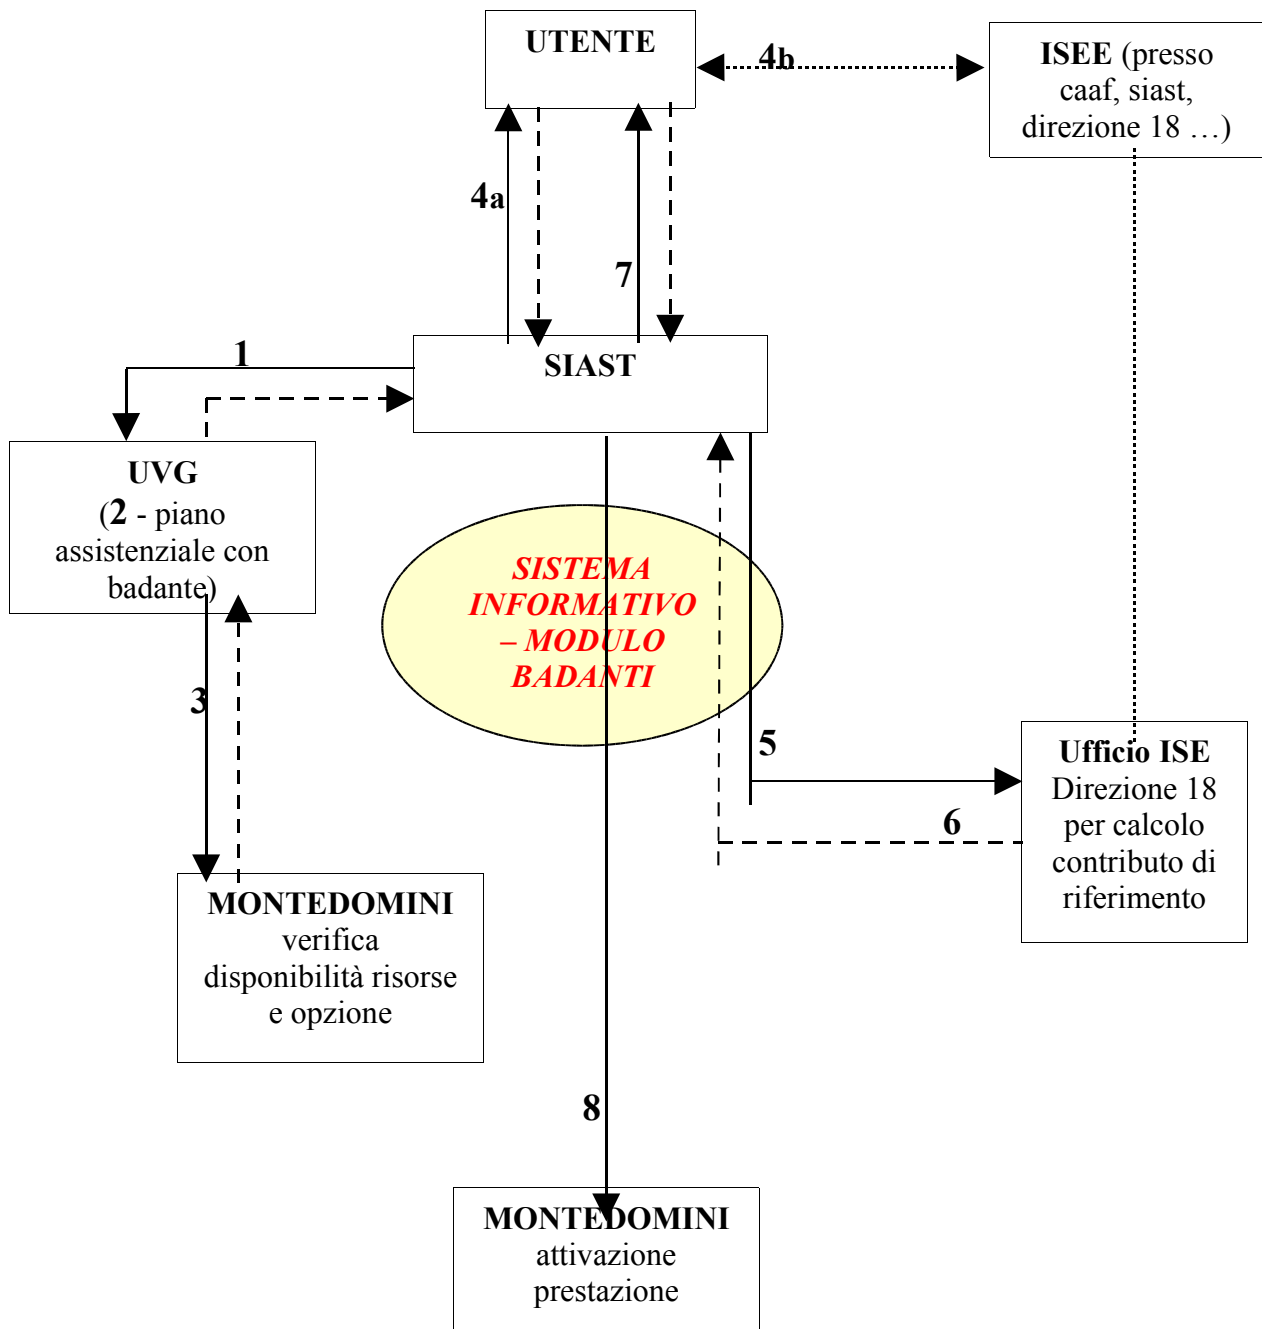 UTENTE
4b
ISEE (presso
caaf, siast,
direzione 18 …)
4a
7
1
SIAST
UVG
(2 - piano
assistenziale con
badante)
SISTEMA
INFORMATIVO
– MODULO
BADANTI
3
5
Ufficio ISE
Direzione 18
per calcolo
contributo di
riferimento
6
MONTEDOMINI
verifica
disponibilità risorse
e opzione
8
MONTEDOMINI
attivazione
prestazione